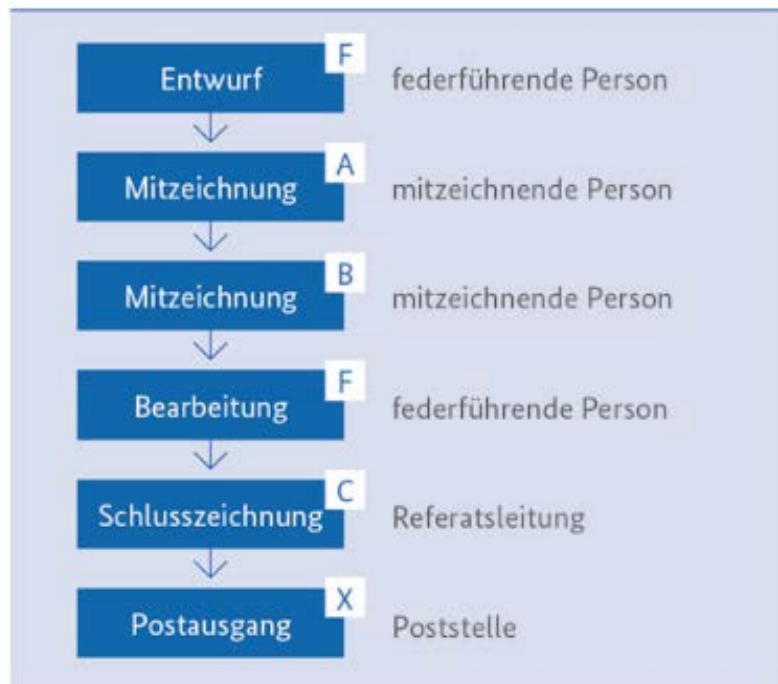 Entwurf F federführende Person
Mitzeichnung A mitzeichnende Person
Mitzeichnung B mitzeichnende Person
Bearbeitung F federführende Person
Schlusszeichnung C Referatsleitung
Postausgang X Poststelle